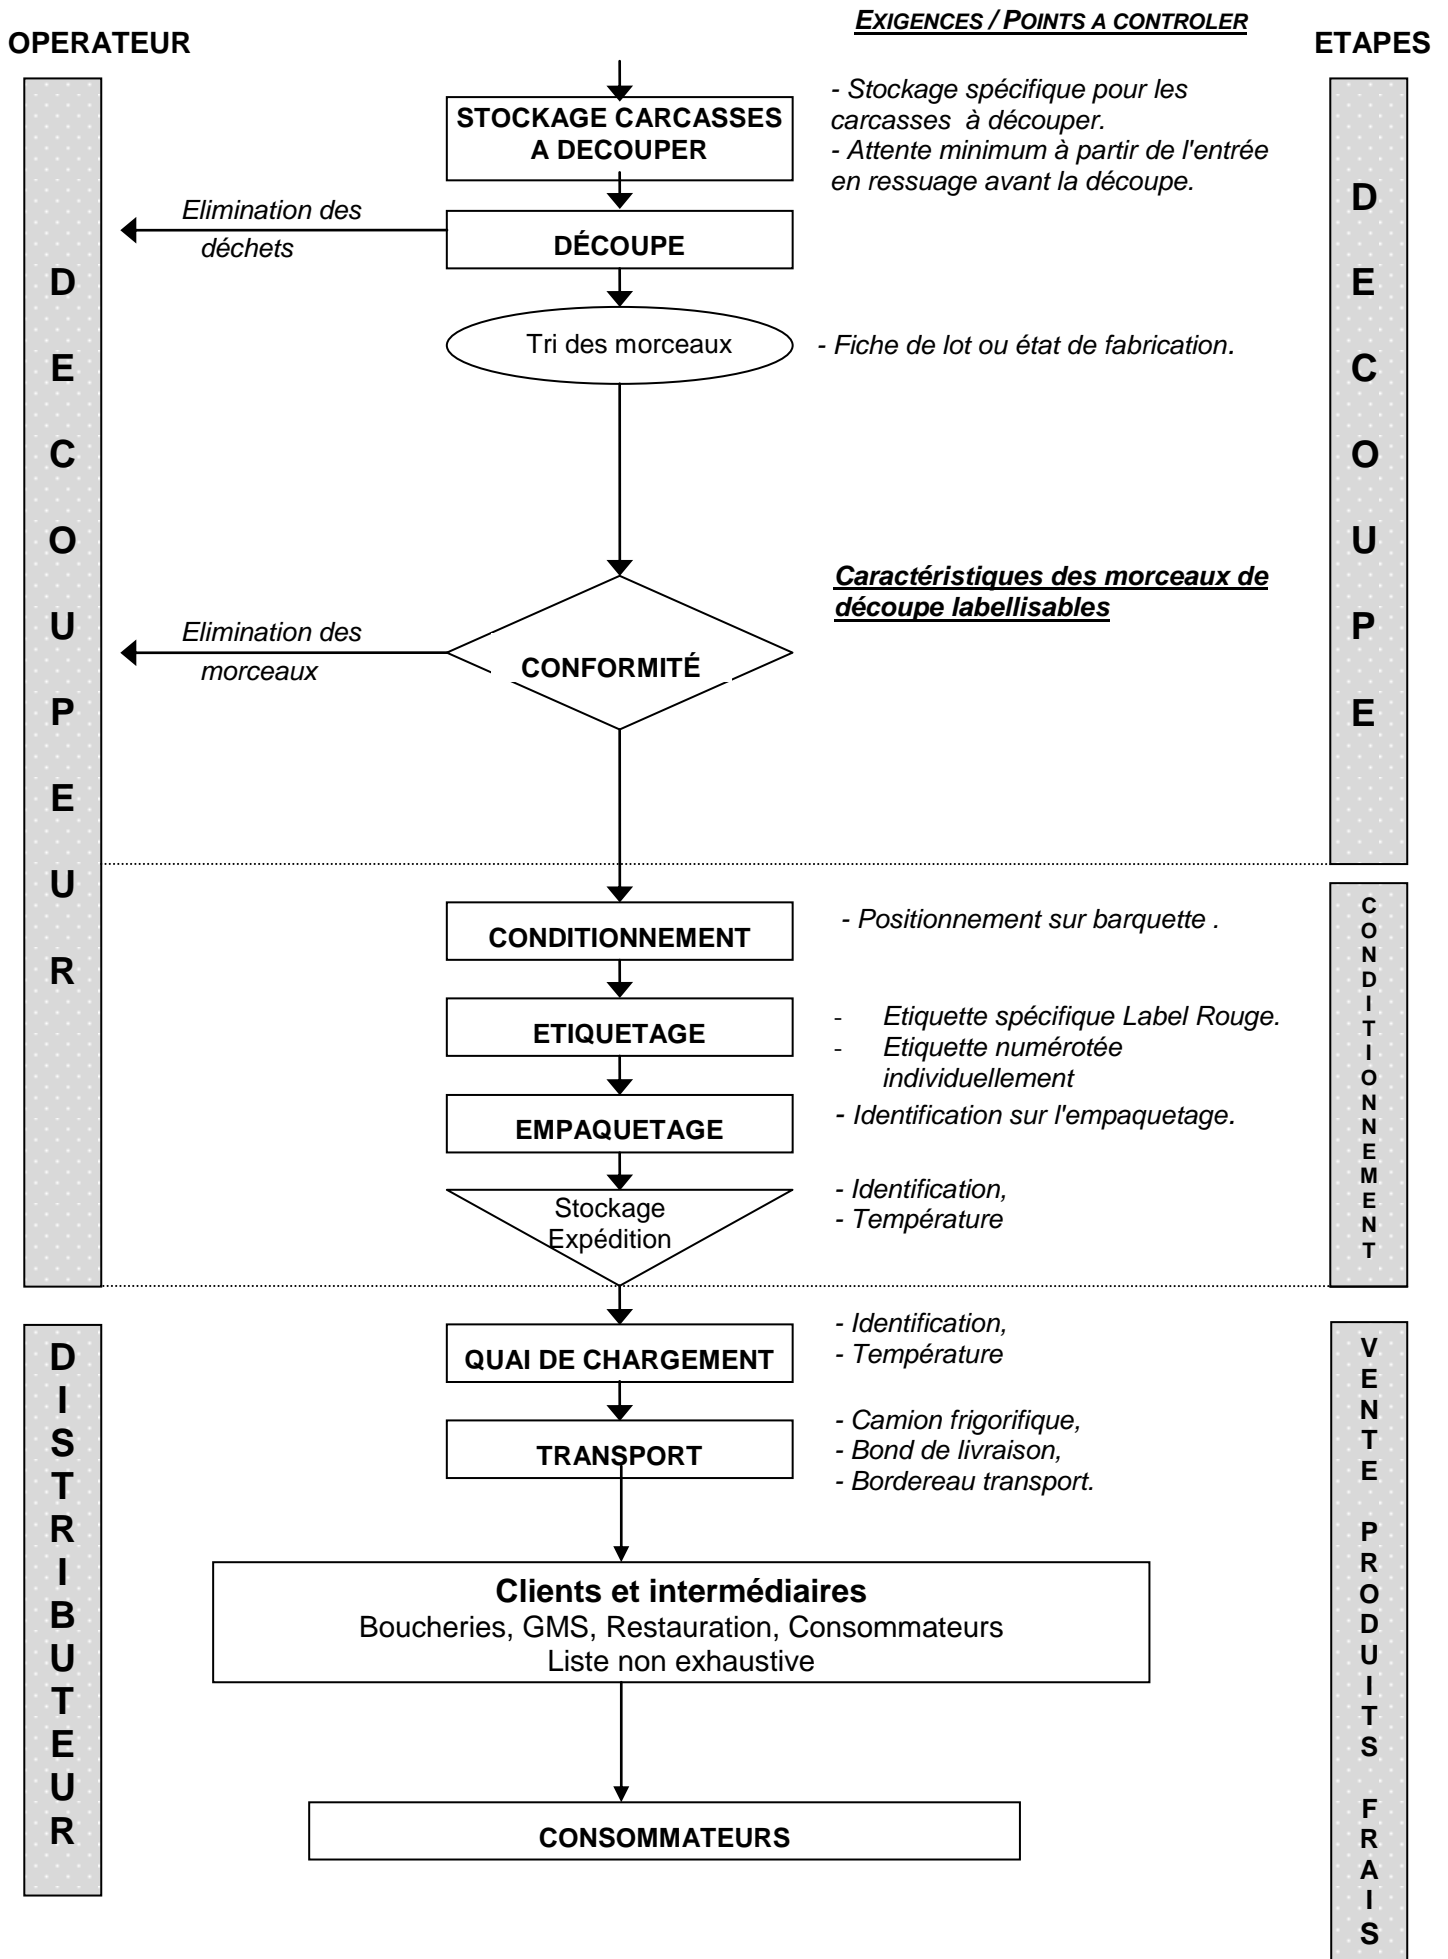 EXIGENCES / POINTS A CONTROLER
OPERATEUR
ETAPES
STOCKAGE CARCASSES
A DECOUPER
- Stockage spécifique pour les
carcasses à découper.
- Attente minimum à partir de l'entrée
en ressuage avant la découpe.
Elimination des
déchets
DÉCOUPE
Tri des morceaux
- Fiche de lot ou état de fabrication.
DECOUPEUR
DECOUPE
Caractéristiques des morceaux de
découpe labellisables
Elimination des
morceaux
CONFORMITÉ
CONDITIONNEMENT
- Positionnement sur barquette .
CONDITIONNEMENT
ETIQUETAGE
- Etiquette spécifique Label Rouge.
- Etiquette numérotée
individuellement
EMPAQUETAGE
- Identification sur l'empaquetage.
Stockage
Expédition
- Identification,
- Température
QUAI DE CHARGEMENT
- Identification,
- Température
TRANSPORT
- Camion frigorifique,
- Bond de livraison,
- Bordereau transport.
DISTRIBUTEUR
VENTE PRODUITS FRAIS
Clients et intermédiaires
Boucheries, GMS, Restauration, Consommateurs
Liste non exhaustive
CONSOMMATEURS